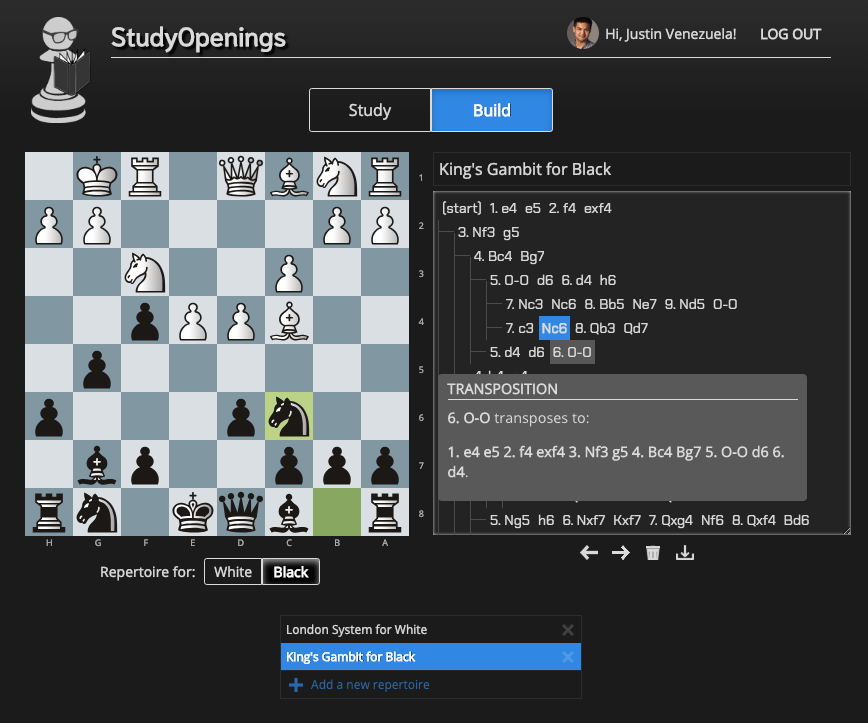 StudyOpenings
Hi, Justin Venezuela!
LOG OUT
Study
Build
1
2
3
4
5
6
7
8
H G F E D C B A
Repertoire for:
White
Black
King's Gambit for Black
(start) 1. e4 e5 2. f4 exf4
3. Nf3 g5
4. Bc4 Bg7
5. O-O d6 6. d4 h6
7. Nc3 Nc6 8. Bb5 Ne7 9. Nd5 O-O
7. c3 Nc6 8. Qb3 Qd7
5. d4 d6 6. O-O
TRANSPOSITION
6. O-O transposes to:
1. e4 e5 2. f4 exf4 3. Nf3 g5 4. Bc4 Bg7 5. O-O d6 6.
d4.
5. Ng5 h6 6. Nxf7 Kxf7 7. Qxg4 Nf6 8. Qxf4 Bd6
London System for White
King's Gambit for Black
Add a new repertoire